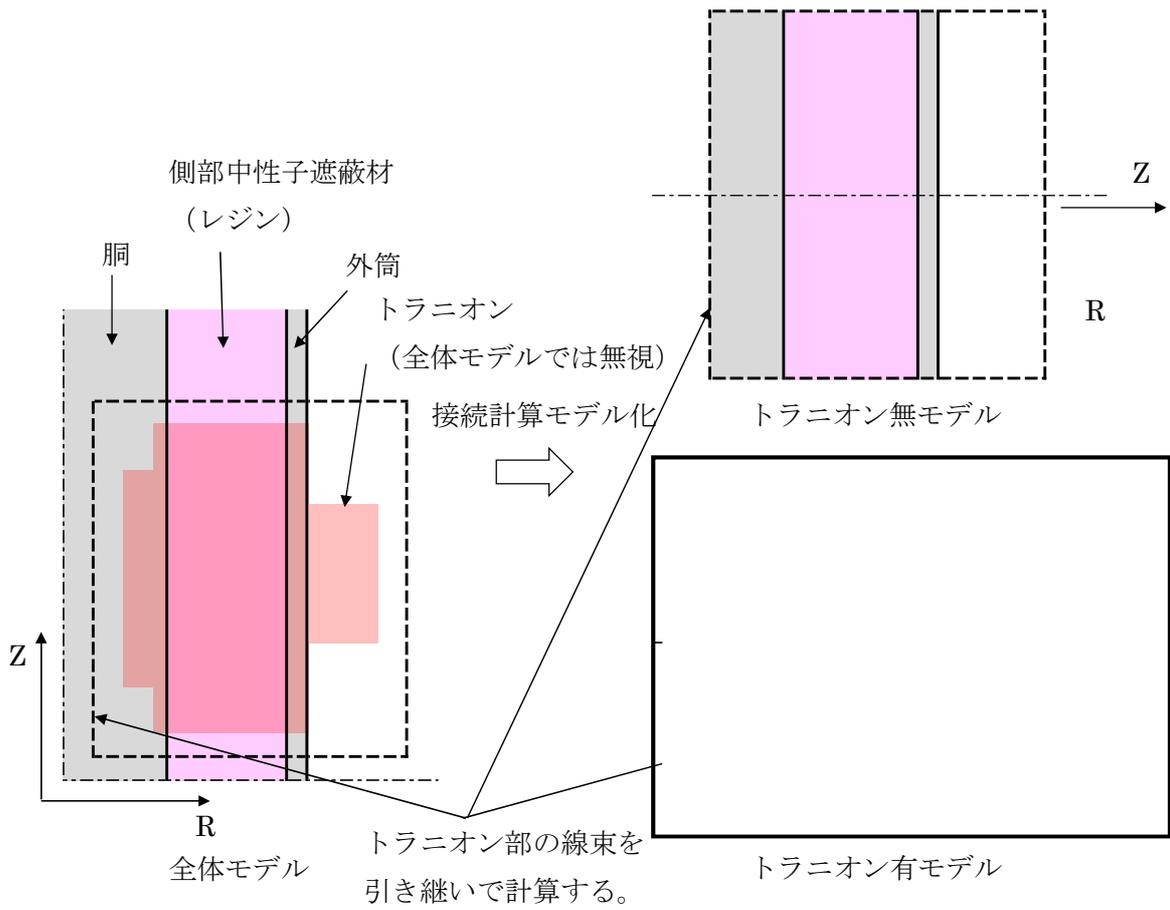 側部中性子遮蔽材
（レジン）
胴
外筒
トラニオン
（全体モデルでは無視）
接続計算モデル化
Z
R
全体モデル
トラニオン部の線束を
引き継いで計算する。
Z
R
トラニオン無モデル
トラニオン有モデル